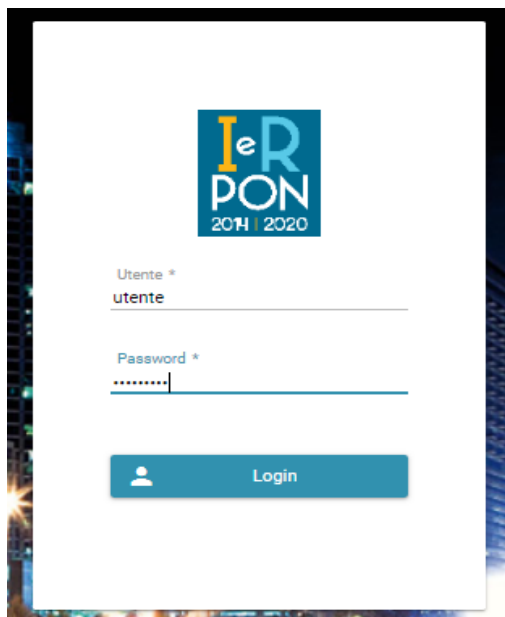 IeR
PON
2014 | 2020
Utente *
utente
Password *
•••••••••
Login